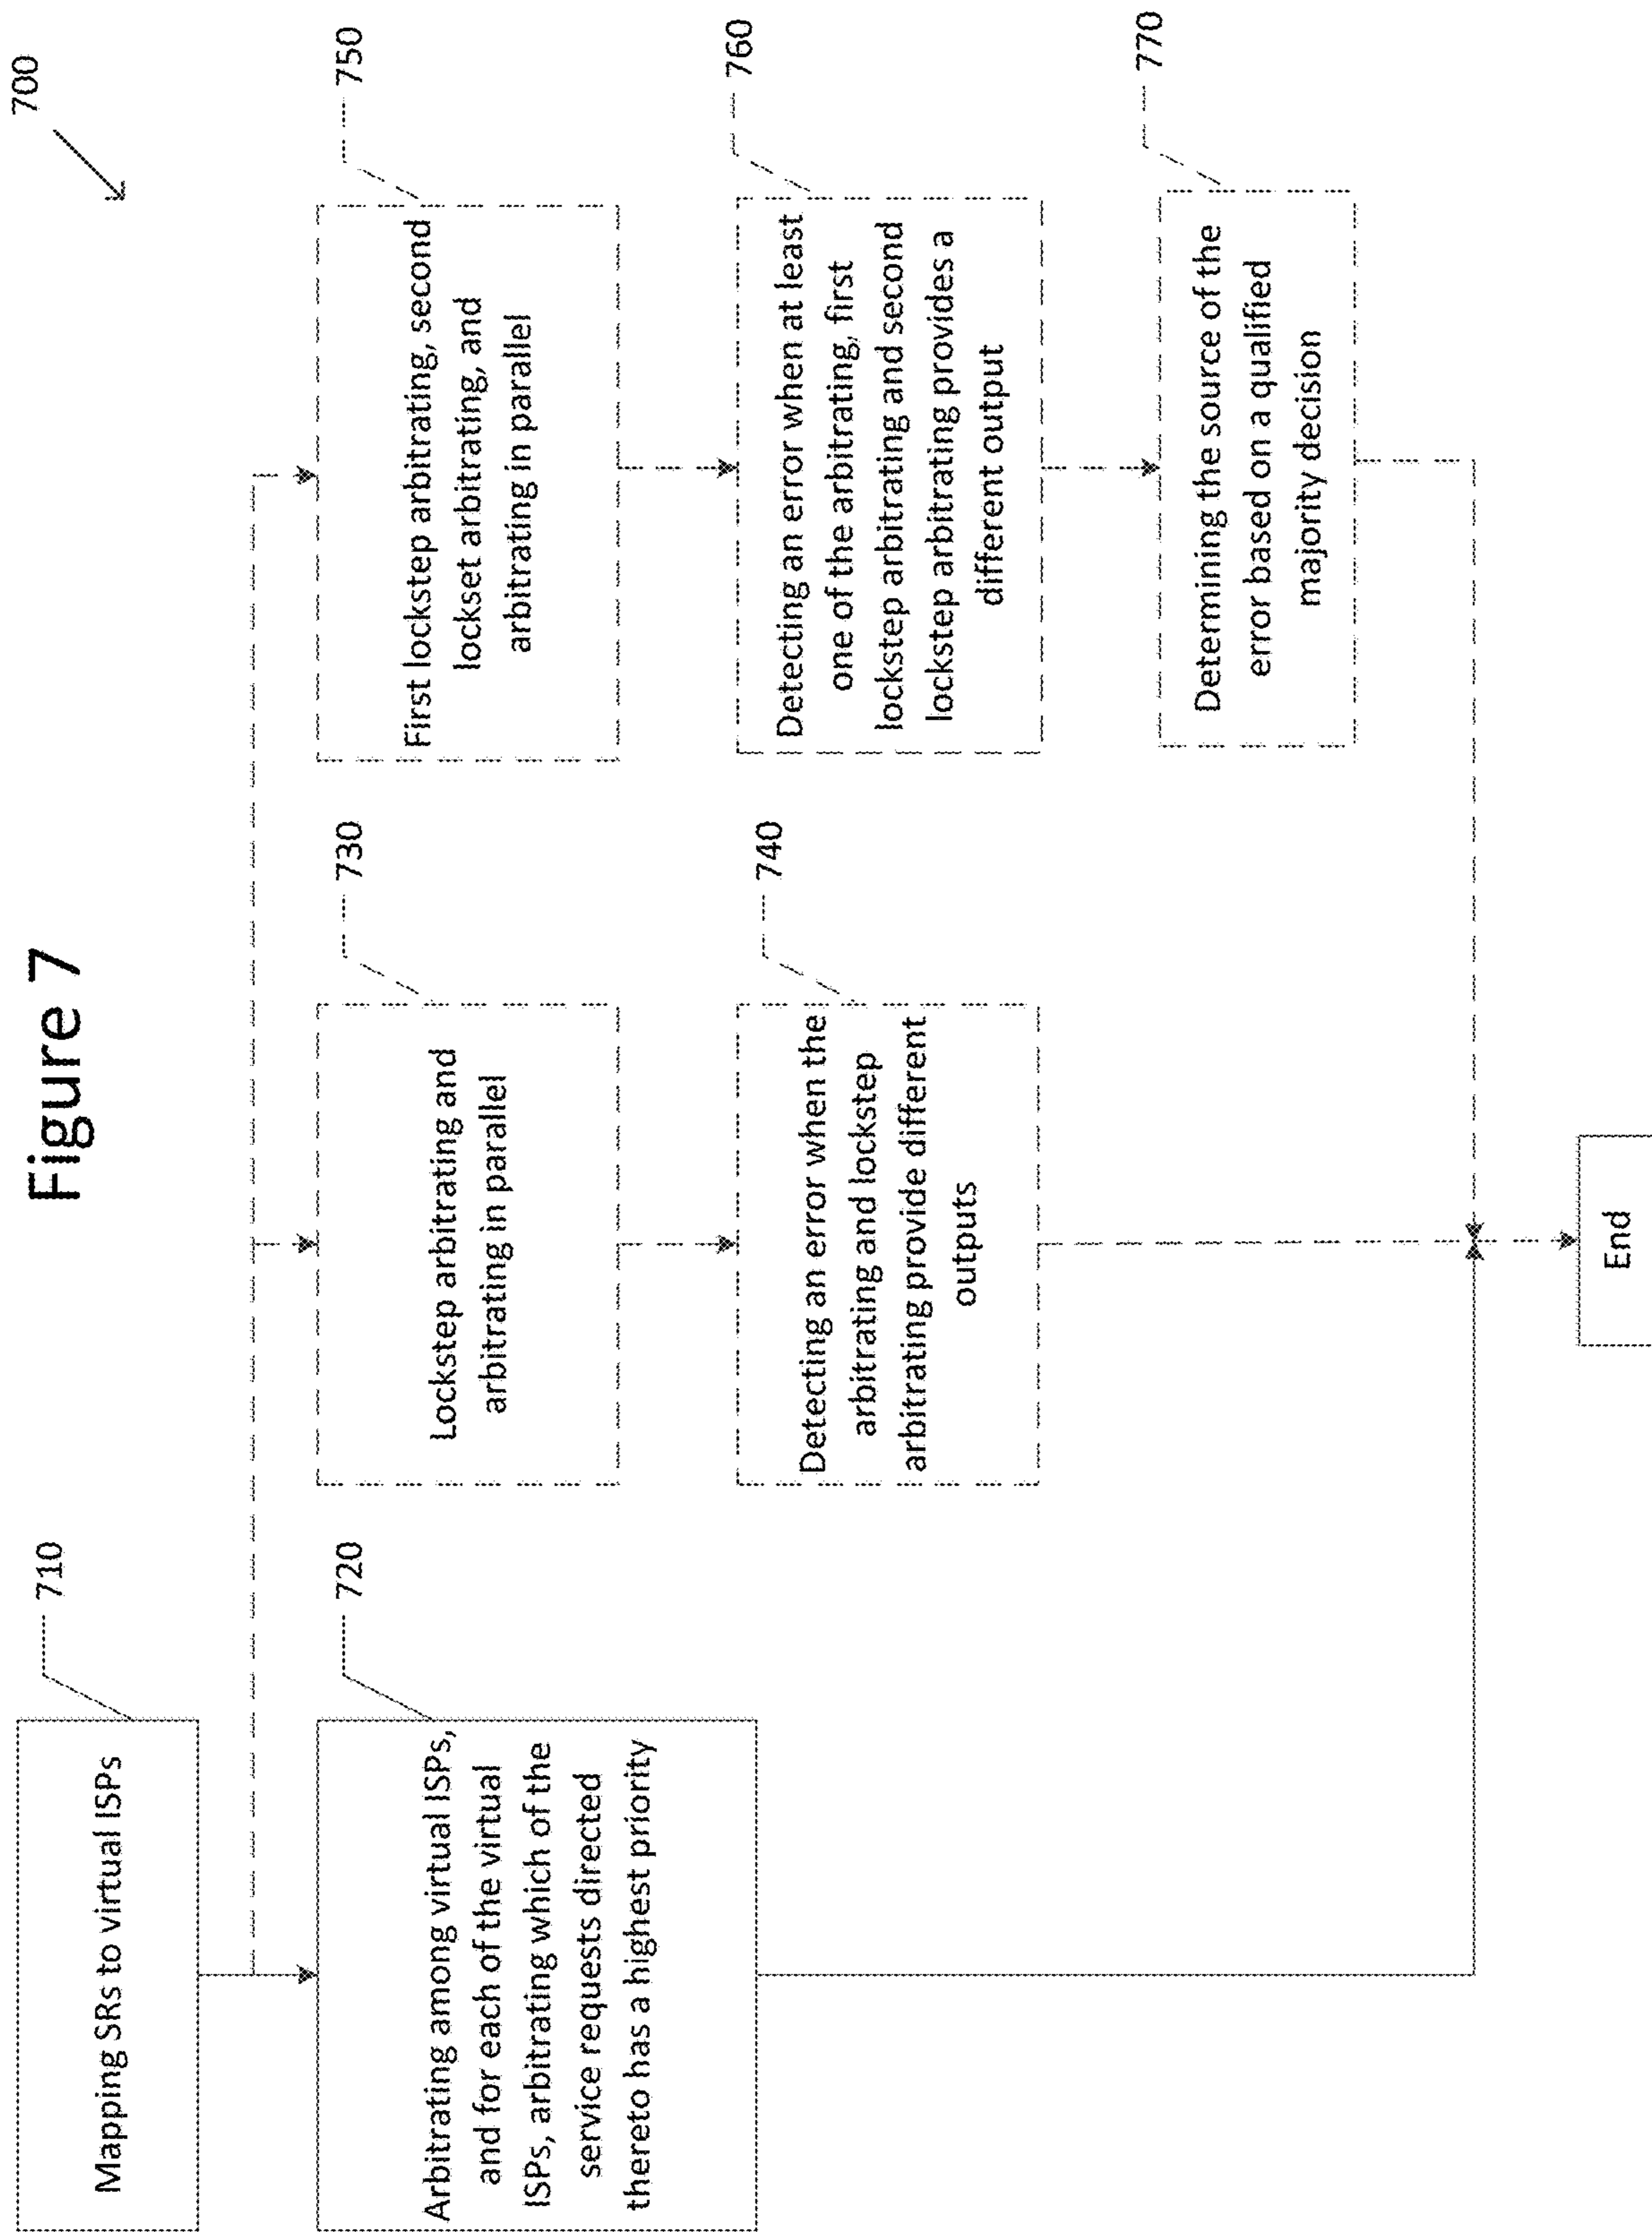 Figure 7
700
710
Mapping SRs to virtual ISPs
720
Arbitrating among virtual ISPs,
and for each of the virtual
ISPs, arbitrating which of the
service requests directed
thereto has a highest priority
730
Lockstep arbitrating and
arbitrating in parallel
740
Detecting an error when the
arbitrating and lockstep
arbitrating provide different
outputs
750
First lockstep arbitrating, second
lockset arbitrating, and
arbitrating in parallel
760
Detecting an error when at least
one of the arbitrating, first
lockstep arbitrating and second
lockstep arbitrating provides a
different output
770
Determining the source of the
error based on a qualified
majority decision
End